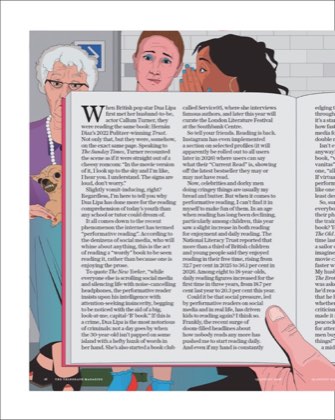 When British pop star Dua Lipa
first met her husband-to-be,
actor Callum Turner, they
were reading the same book: Hernan
Diaz's 2022 Pulitzer-winning Trust.
Not only that, but they were, somehow,
on the exact same page. Speaking to
The Sunday Times, Turner recounted
the scene as if it were straight out of a
cheesy romcom: "In the movie version
of it, I look up to the sky and I'm like,
I hear you. I understand. The signs are
loud, don't worry."
Slightly vomit-inducing, right?
Regardless, I'm here to tell you why
Dua Lipa has done more for the reading
comprehension of today's youth than
any school or tutor could dream of.
It all comes down to the recent
phenomenon the internet has termed
"performative reading". According to
the denizens of social media, who will
whine about anything, this is the act
of reading a "worthy" book to be seen
reading it, rather than because one is
enjoying the prose.
To quote The New Yorker, "while
everyone else is scrolling social media
and silencing life with noise-cancelling
headphones, the performative reader
insists upon his intelligence with
attention-seeking insincerity, begging
to be noticed with the aid of a big,
look-at-me, capital-'B' book." If this is
a crime, Dua Lipa is the most notorious
of criminals: not a day goes by when
the 30-year-old isn't papped on some
island with a hefty hunk of words in
her hand. She's also started a book club
called Service95, where she interviews
famous authors, and later this year will
curate the London Literature Festival
at the Southbank Centre.
So tell your friends. Reading is back.
Instagram has even implemented
a section on selected profiles (it will
apparently be rolled out to all users
later in 2026) where users can say
what their "Current Read" is, showing
off the latest bestseller they may or
may not have read.
Now, celebrities and dorky men
doing cringey things are usually my
bread and butter. But when it comes to
performative reading, I can't find it in
myself to make fun of them. In an age
when reading has long been declining,
particularly among children, this year
saw a slight increase in both reading
for enjoyment and daily reading. The
National Literacy Trust reported that
more than a third of British children
and young people said they enjoyed
reading in their free time, rising from
32.7 per cent in 2025 to 36.1 per cent in
2026. Among eight to 18-year-olds,
daily reading figures increased for the
first time in three years, from 18.7 per
cent last year to 20.3 per cent this year.
Could it be that social pressure, led
by performative readers on social
media and in real life, has driven
kids to reading again? I think so.
Frankly, the recent surge of
doom-filled headlines about
how nobody reads any more has
pushed me to start reading daily.
And even if my hand is constantly